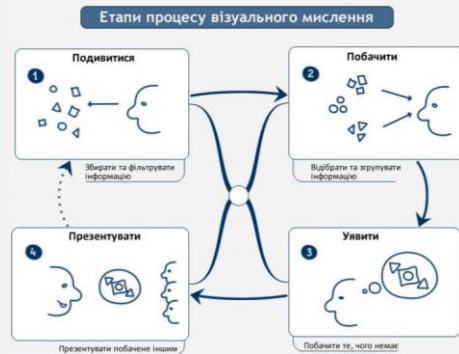 Етапи процесу візуального мислення
Подивитися
1
Збирати та фільтрувати
інформацію
Побачити
2
Відібрати та згрупувати
інформацію
Уявити
3
Побачити те, чого немає
Презентувати
4
Презентувати побачене іншим